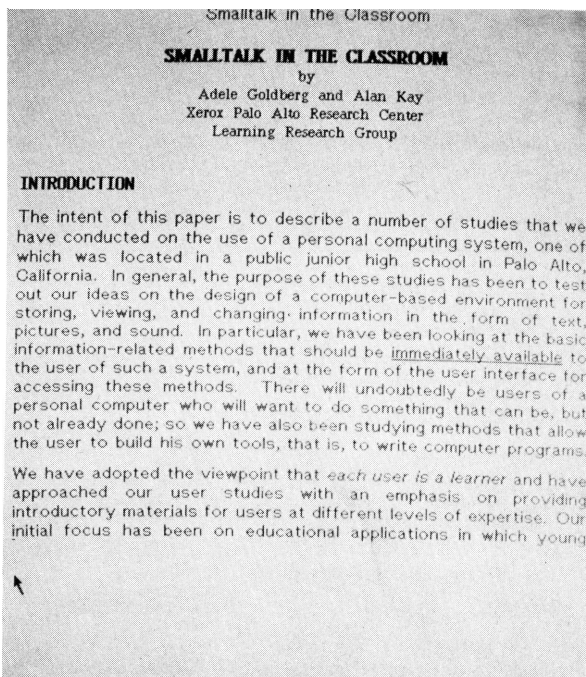 Smalltalk in the Classroom
SMALLTALK IN THE CLASSROOM
by
Adele Goldberg and Alan Kay
Xerox Palo Alto Research Center
Learning Research Group
INTRODUCTION
The intent of this paper is to describe a number of studies that we
have conducted on the use of a personal computing system, one of
which was located in a public junior high school in Palo Alto,
California. In general, the purpose of these studies has been to test
out our ideas on the design of a computer-based environment for
storing, viewing, and changing information in the form of text,
pictures, and sound. In particular, we have been looking at the basic
information-related methods that should be immediately available to
the user of such a system, and at the form of the user interface for
accessing these methods. There will undoubtedly be users of a
personal computer who will want to do something that can be, but
not already done; so we have also been studying methods that allow
the user to build his own tools, that is, to write computer programs.
We have adopted the viewpoint that each user is a learner and have
approached our user studies with an emphasis on providing
introductory materials for users at different levels of expertise. Our
initial focus has been on educational applications in which young